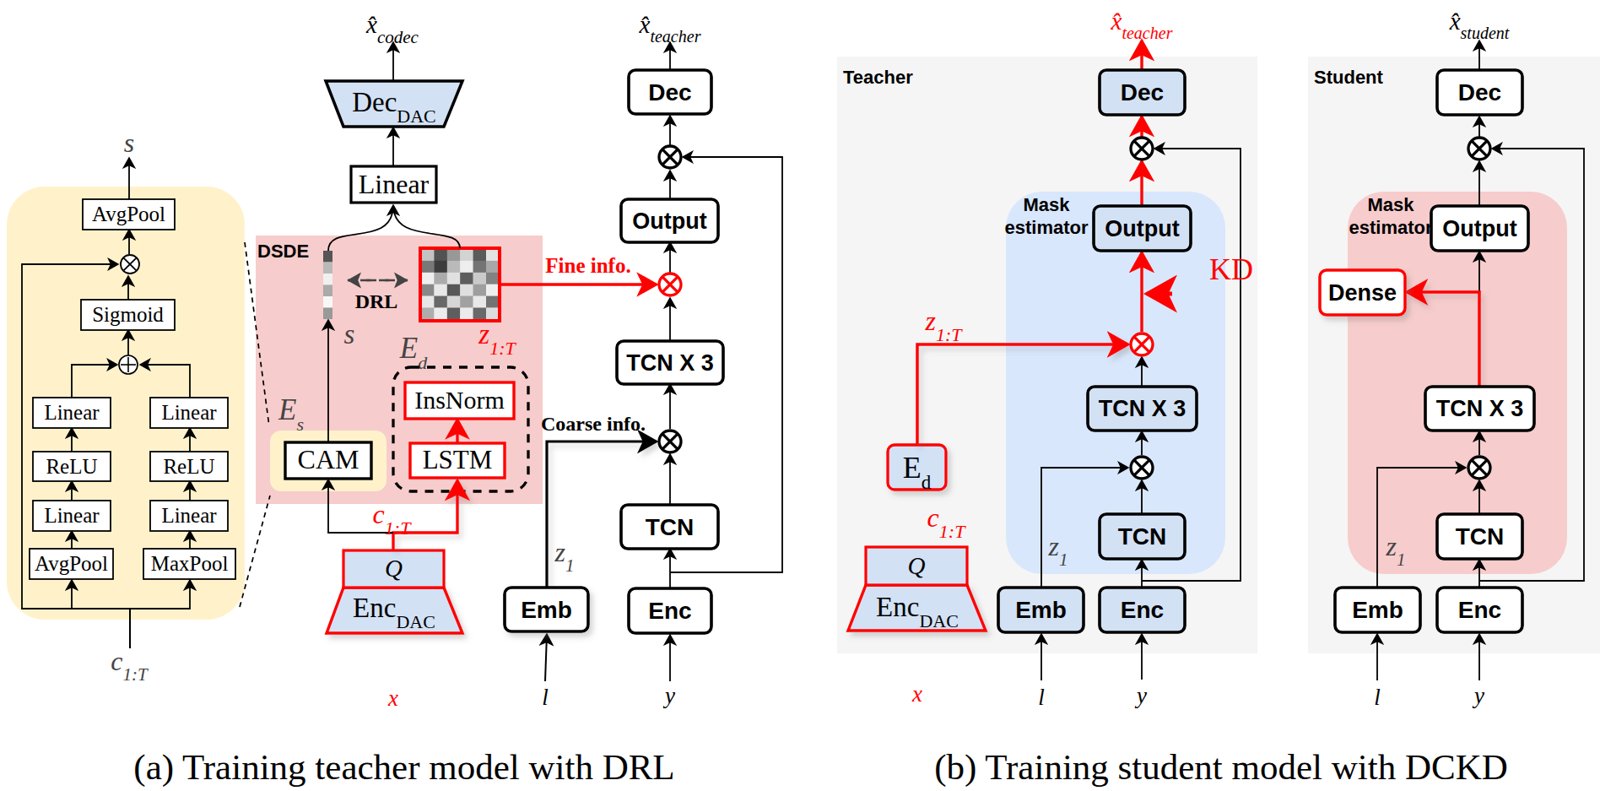 x̂codec
DecDAC
Linear
DSDE
DRL
s
z1:T
Es
Ed
CAM
InsNorm
LSTM
c1:T
Q
EncDAC
x
s
AvgPool
Sigmoid
Linear Linear
ReLU ReLU
Linear Linear
AvgPool MaxPool
c1:T
x̂teacher
Dec
Output
Fine info.
TCN X 3
Coarse info.
TCN
z1
Emb Enc
l y
(a) Training teacher model with DRL
Teacher
x̂teacher
Dec
Mask
estimator
Output
KD
z1:T
TCN X 3
Ed
c1:T
TCN
z1
Q
EncDAC
Emb Enc
x l y
Student
x̂student
Dec
Mask
estimator
Output
Dense
TCN X 3
TCN
z1
Emb Enc
l y
(b) Training student model with DCKD